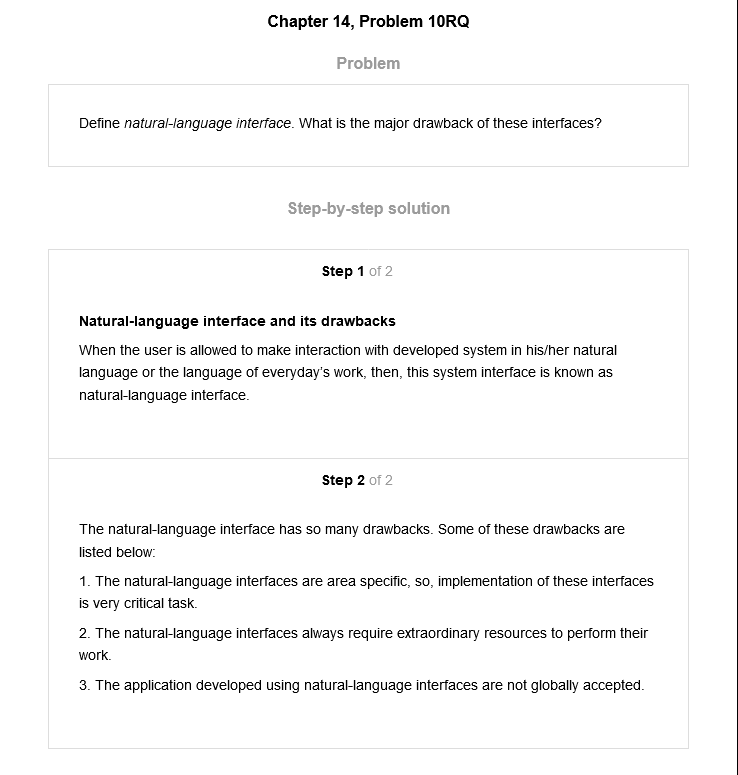 Chapter 14, Problem 10RQ
Problem
Define natural-language interface. What is the major drawback of these interfaces?
Step-by-step solution
Step 1 of 2
Natural-language interface and its drawbacks
When the user is allowed to make interaction with developed system in his/her natural
language or the language of everyday's work, then, this system interface is known as
natural-language interface.
Step 2 of 2
The natural-language interface has so many drawbacks. Some of these drawbacks are
listed below:
1. The natural-language interfaces are area specific, so, implementation of these interfaces
is very critical task.
2. The natural-language interfaces always require extraordinary resources to perform their
work.
3. The application developed using natural-language interfaces are not globally accepted.